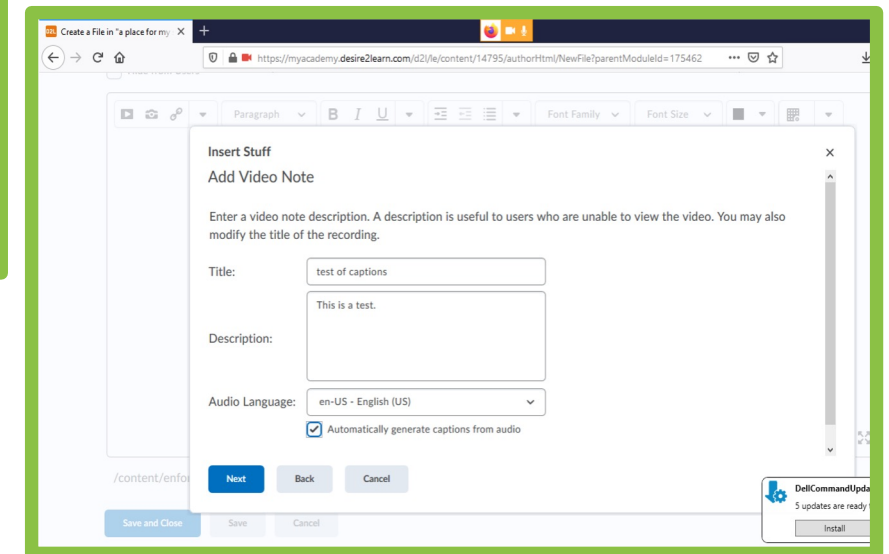 D2L Create a File in "a place for my
https://myacademy.desire2learn.com/d2l/le/content/14795/authorHtml/NewFile?parentModuleId=175462
Paragraph B I U Font Family Font Size
Insert Stuff
Add Video Note
Enter a video note description. A description is useful to users who are unable to view the video. You may also
modify the title of the recording.
Title: test of captions
This is a test.
Description:
Audio Language: en-US - English (US)
Automatically generate captions from audio
/content/enfo
Next Back Cancel
DellCommandUpda
5 updates are ready
Install
Save and Close Save Cancel